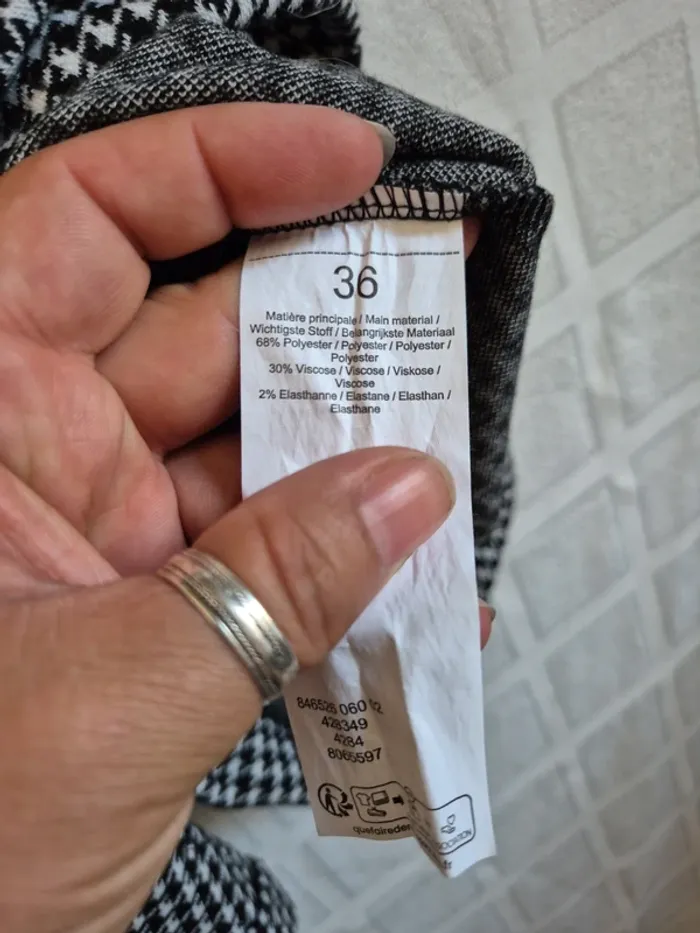 36
Matière principale / Main material /
Wichtigste Stoff / Belangrijkste Materiaal
68% Polyester / Polyester / Polyester /
Polyester
30% Viscose / Viscose / Viskose /
Viscose
2% Elasthanne / Elastane / Elasthan /
Elasthane
060
428349
4284
8065597